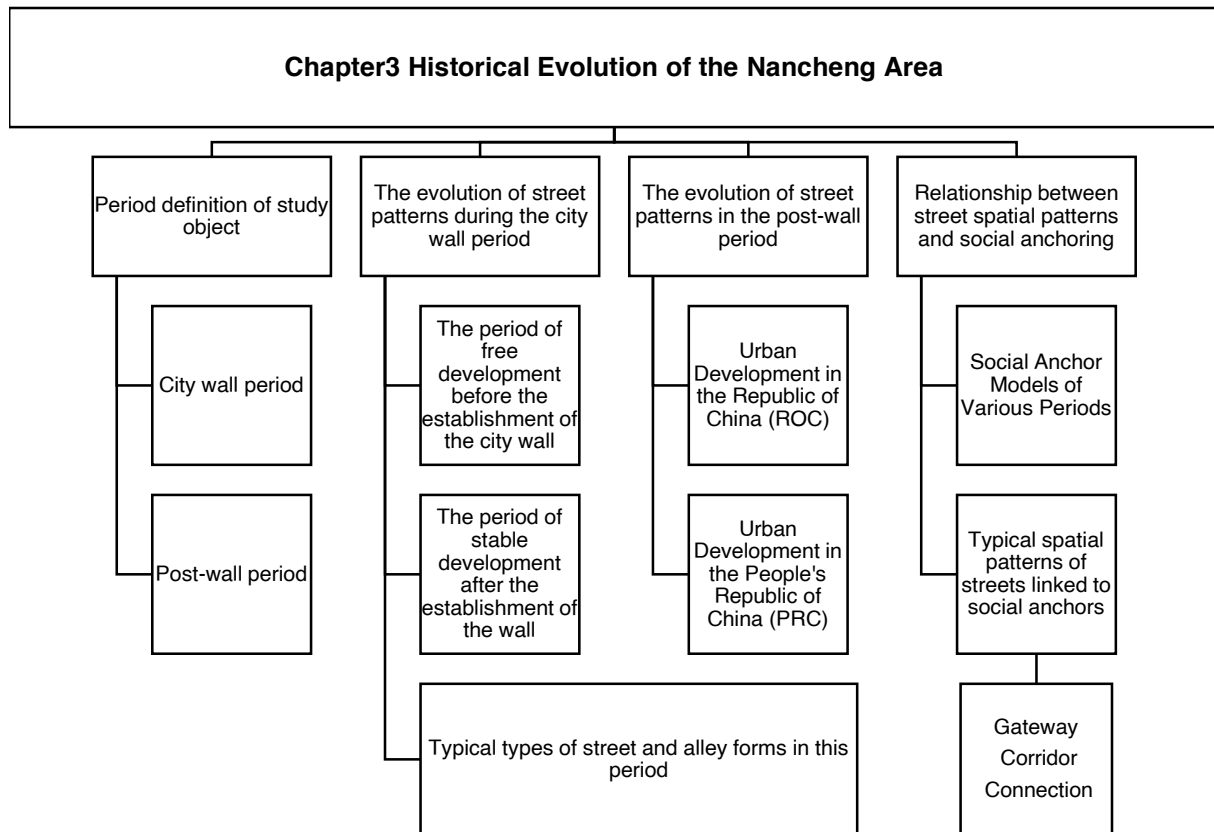 Chapter3 Historical Evolution of the Nancheng Area
Period definition of study
object
The evolution of street
patterns during the city
wall period
The evolution of street
patterns in the post-wall
period
Relationship between
street spatial patterns
and social anchoring
City wall period
The period of
free
development
before the
establishment of
the city wall
Urban
Development in
the Republic of
China (ROC)
Social Anchor
Models of
Various Periods
Post-wall period
The period of
stable
development
after the
establishment of
the wall
Urban
Development in
the People's
Republic of
China (PRC)
Typical spatial
patterns of
streets linked to
social anchors
Typical types of street and alley forms in this
period
Gateway
Corridor
Connection